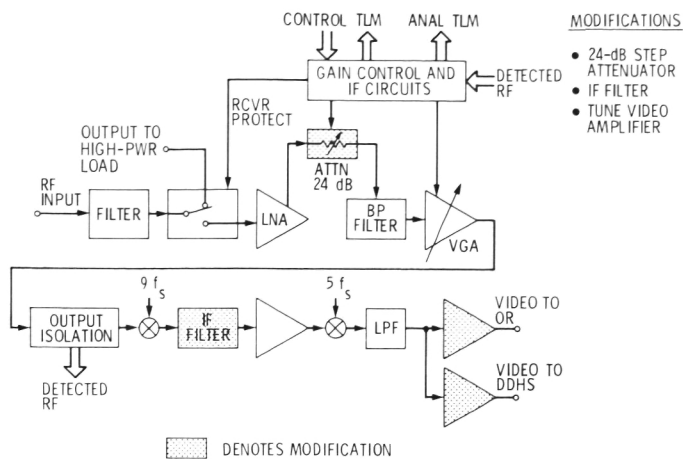 CONTROL TLM
ANAL TLM
MODIFICATIONS
• 24-dB STEP
ATTENUATOR
• IF FILTER
• TUNE VIDEO
AMPLIFIER
GAIN CONTROL AND
IF CIRCUITS
DETECTED
RF
RCVR
PROTECT
OUTPUT TO
HIGH-PWR
LOAD
ATTN
24 dB
RF
INPUT
FILTER
LNA
BP
FILTER
VGA
9 fS
5 fS
OUTPUT
ISOLATION
IF
FILTER
LPF
VIDEO TO
OR
VIDEO TO
DDHS
DETECTED
RF
DENOTES MODIFICATION